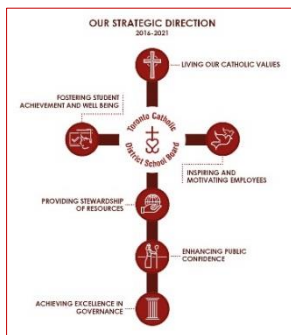 OUR STRATEGIC DIRECTION
2016-2021
LIVING OUR CATHOLIC VALUES
FOSTERING STUDENT
ACHIEVEMENT AND WELL BEING
Toronto Catholic
District School Board
INSPIRING AND
MOTIVATING EMPLOYEES
PROVIDING STEWARDSHIP
OF RESOURCES
ENHANCING PUBLIC
CONFIDENCE
ACHIEVING EXCELLENCE IN
GOVERNANCE